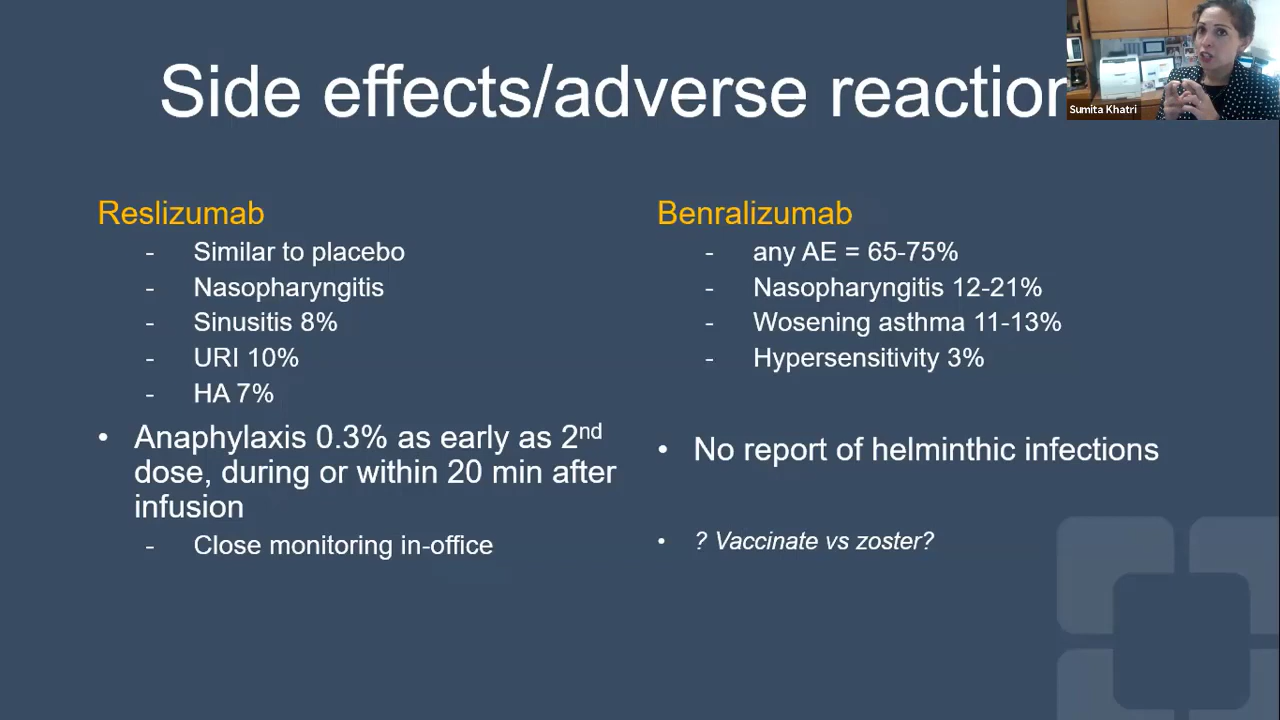 Side effects/adverse reaction
Sumita Khatri
Reslizumab
- Similar to placebo
- Nasopharyngitis
- Sinusitis 8%
- URI 10%
- HA 7%
• Anaphylaxis 0.3% as early as 2nd
dose, during or within 20 min after
infusion
- Close monitoring in-office
Benralizumab
- any AE = 65-75%
- Nasopharyngitis 12-21%
- Wosening asthma 11-13%
- Hypersensitivity 3%
• No report of helminthic infections
• ? Vaccinate vs zoster?